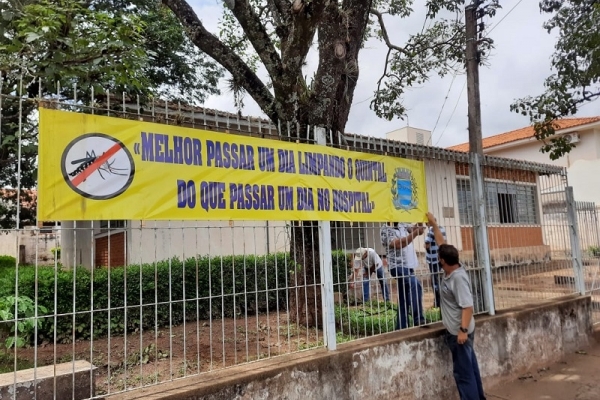 «MELHOR PASSAR UM DIA LIMPANDO O QUINTAL
DO QUE PASSAR UM DIA NO HOSPITAL»